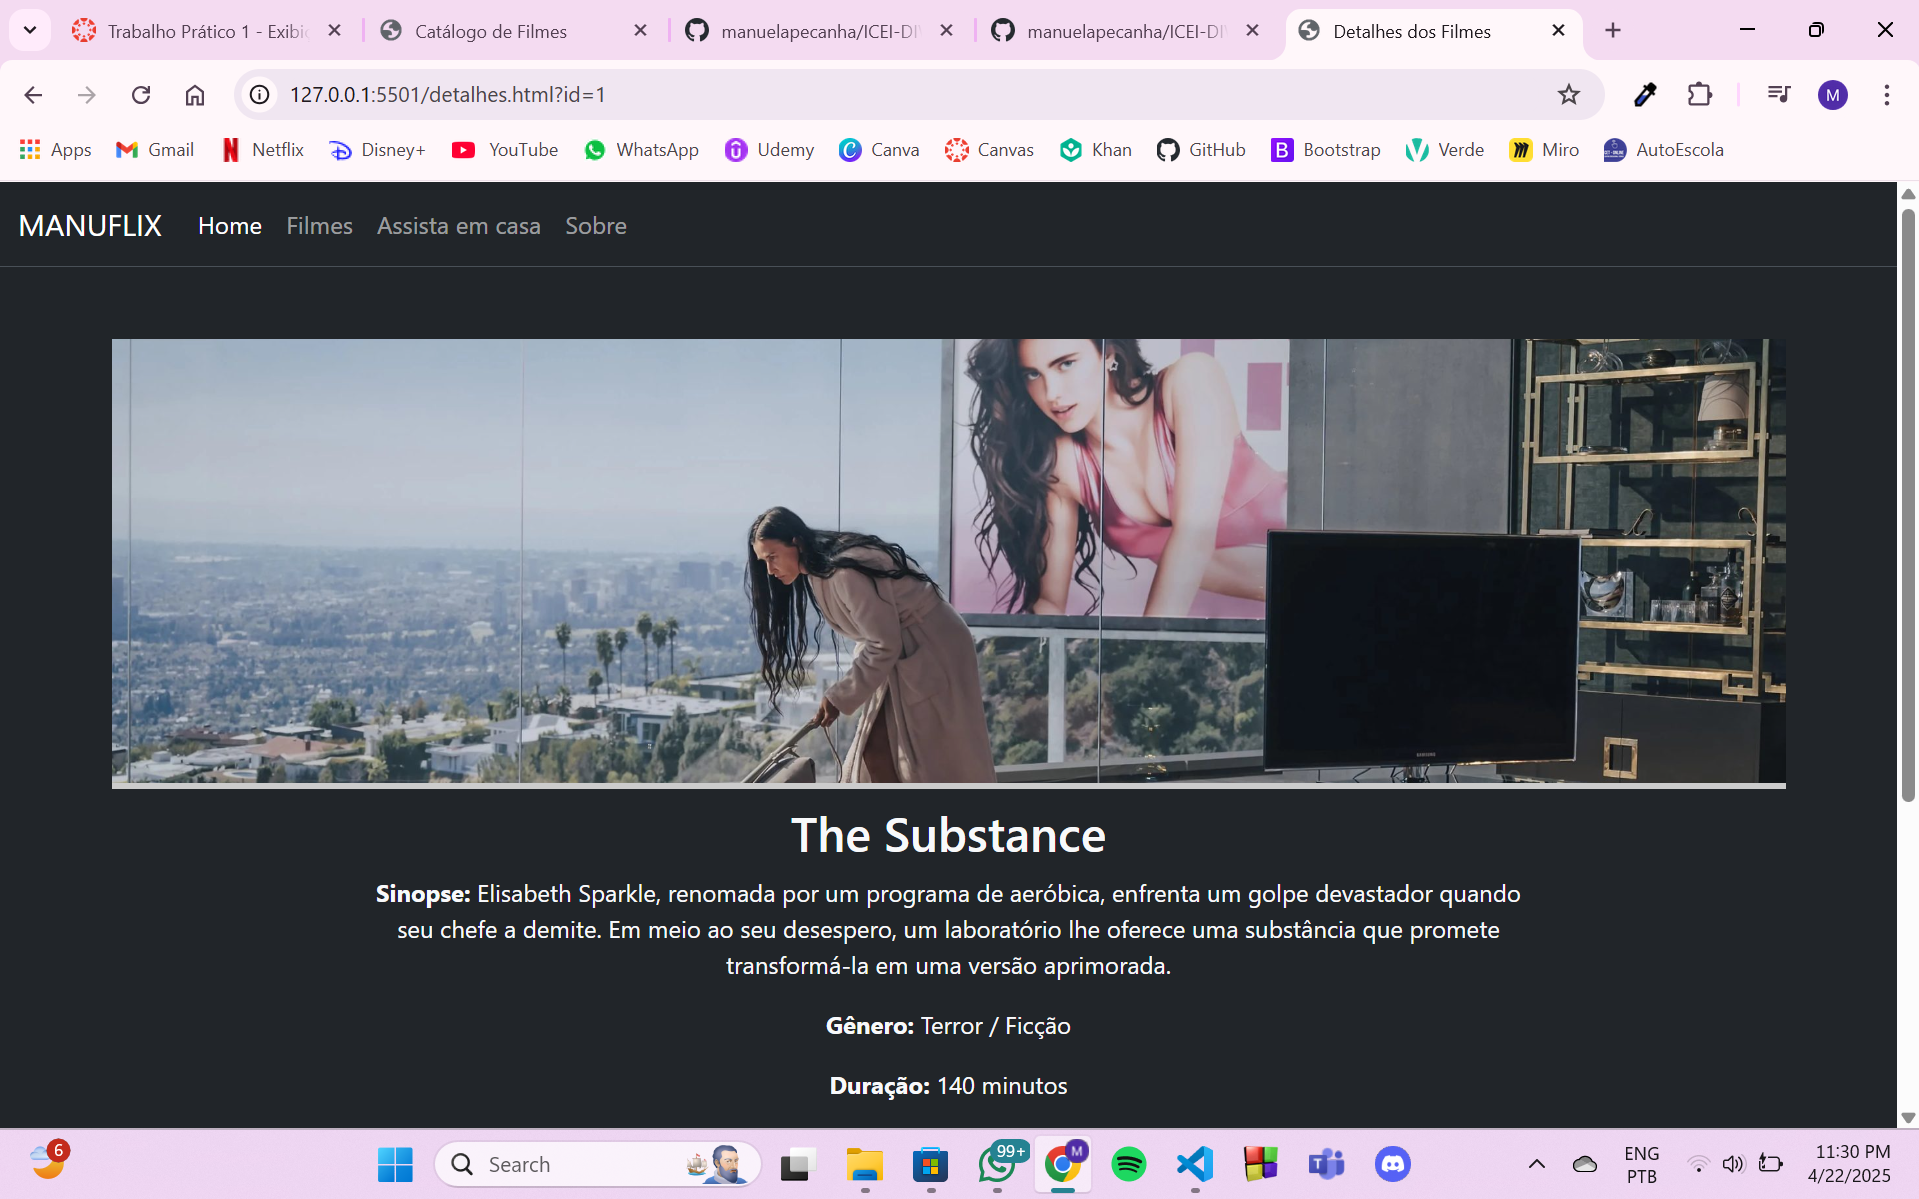 Trabalho Prático 1 - Exibiç
Catálogo de Filmes
manuelapecanha/ICEI-DI
manuelapecanha/ICEI-DI
Detalhes dos Filmes
127.0.0.1:5501/detalhes.html?id=1
M
Apps
Gmail
Netflix
Disney+
YouTube
WhatsApp
Udemy
Canva
Canvas
Khan
GitHub
Bootstrap
Verde
Miro
AutoEscola
MANUFLIX
Home
Filmes
Assista em casa
Sobre
SAMSUNG
The Substance
Sinopse: Elisabeth Sparkle, renomada por um programa de aeróbica, enfrenta um golpe devastador quando
seu chefe a demite. Em meio ao seu desespero, um laboratório lhe oferece uma substância que promete
transformá-la em uma versão aprimorada.
Gênero: Terror / Ficção
Duração: 140 minutos
6
Search
99+
M
ENG
PTB
11:30 PM
4/22/2025